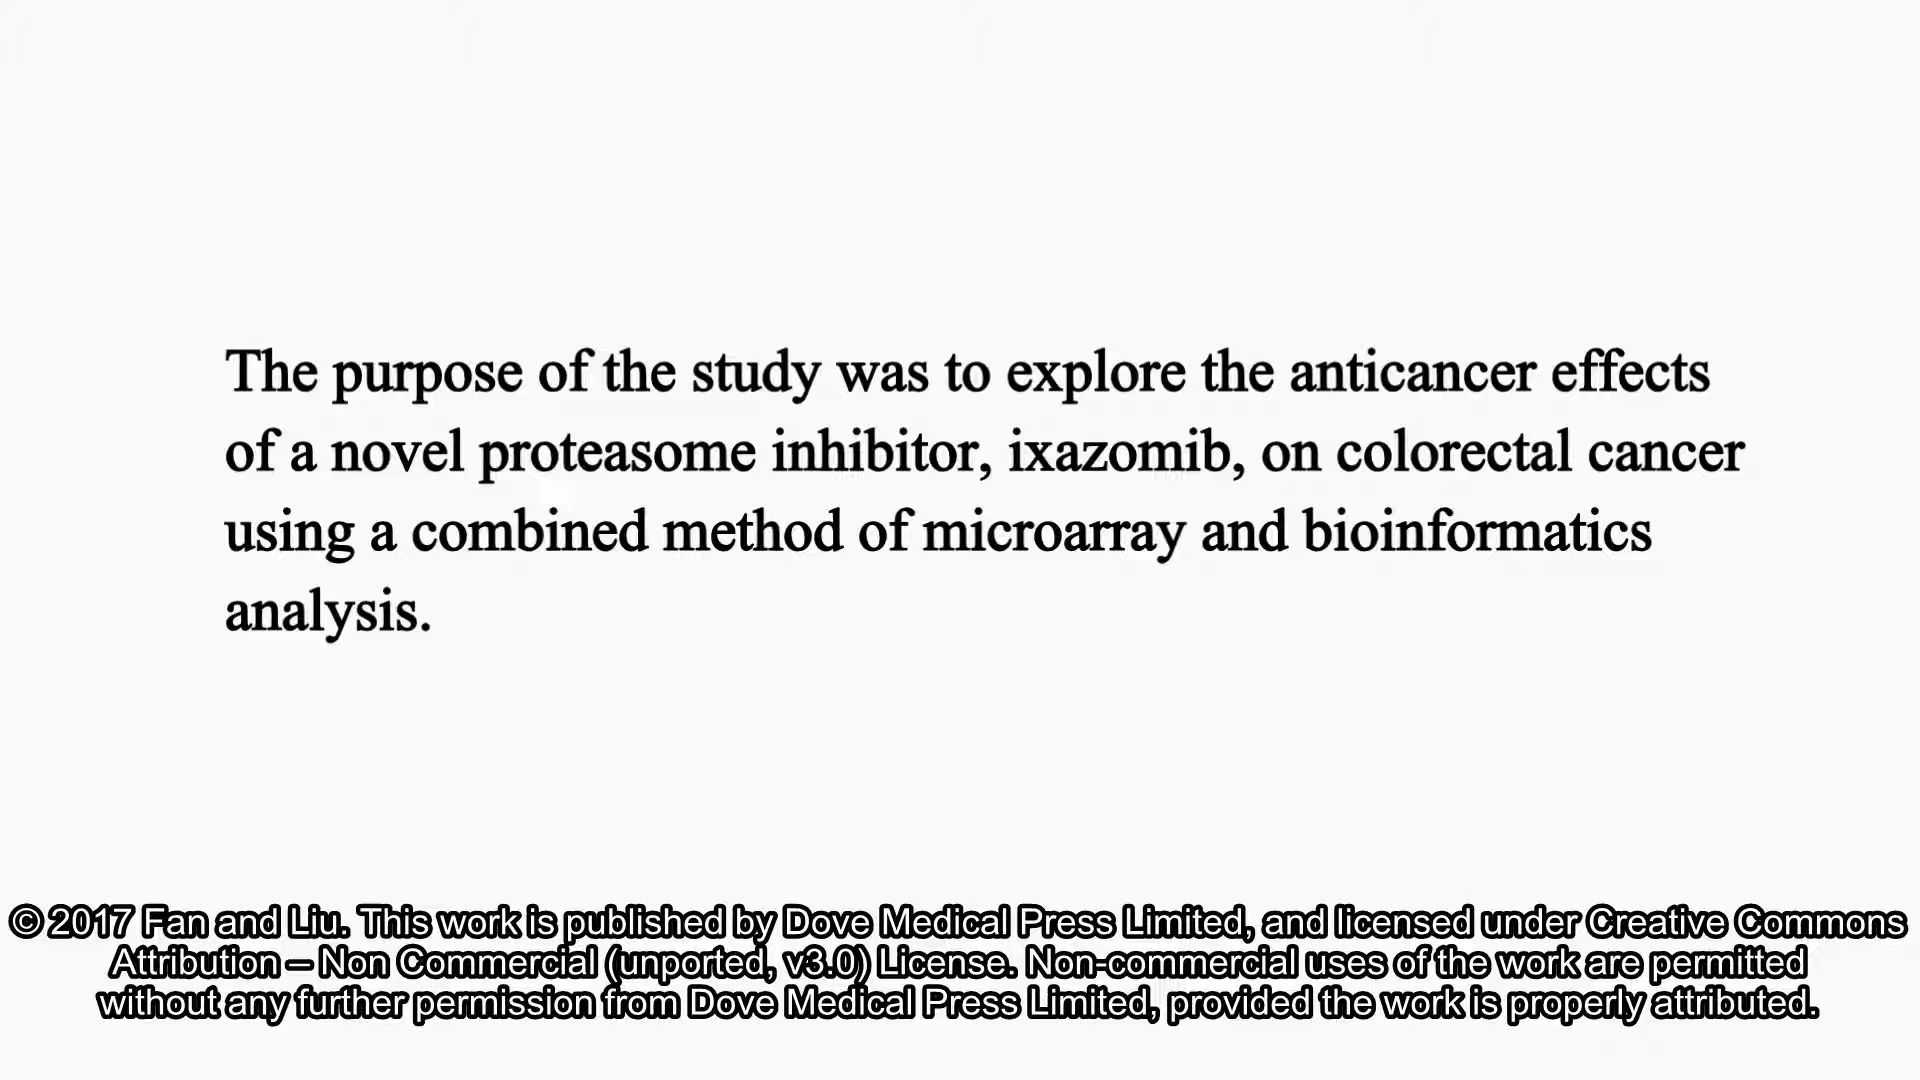 The purpose of the study was to explore the anticancer effects
of a novel proteasome inhibitor, ixazomib, on colorectal cancer
using a combined method of microarray and bioinformatics
analysis.
© 2017 Fan and Liu. This work is published by Dove Medical Press Limited, and licensed under Creative Commons
Attribution – Non Commercial (unported, v3.0) License. Non-commercial uses of the work are permitted
without any further permission from Dove Medical Press Limited, provided the work is properly attributed.